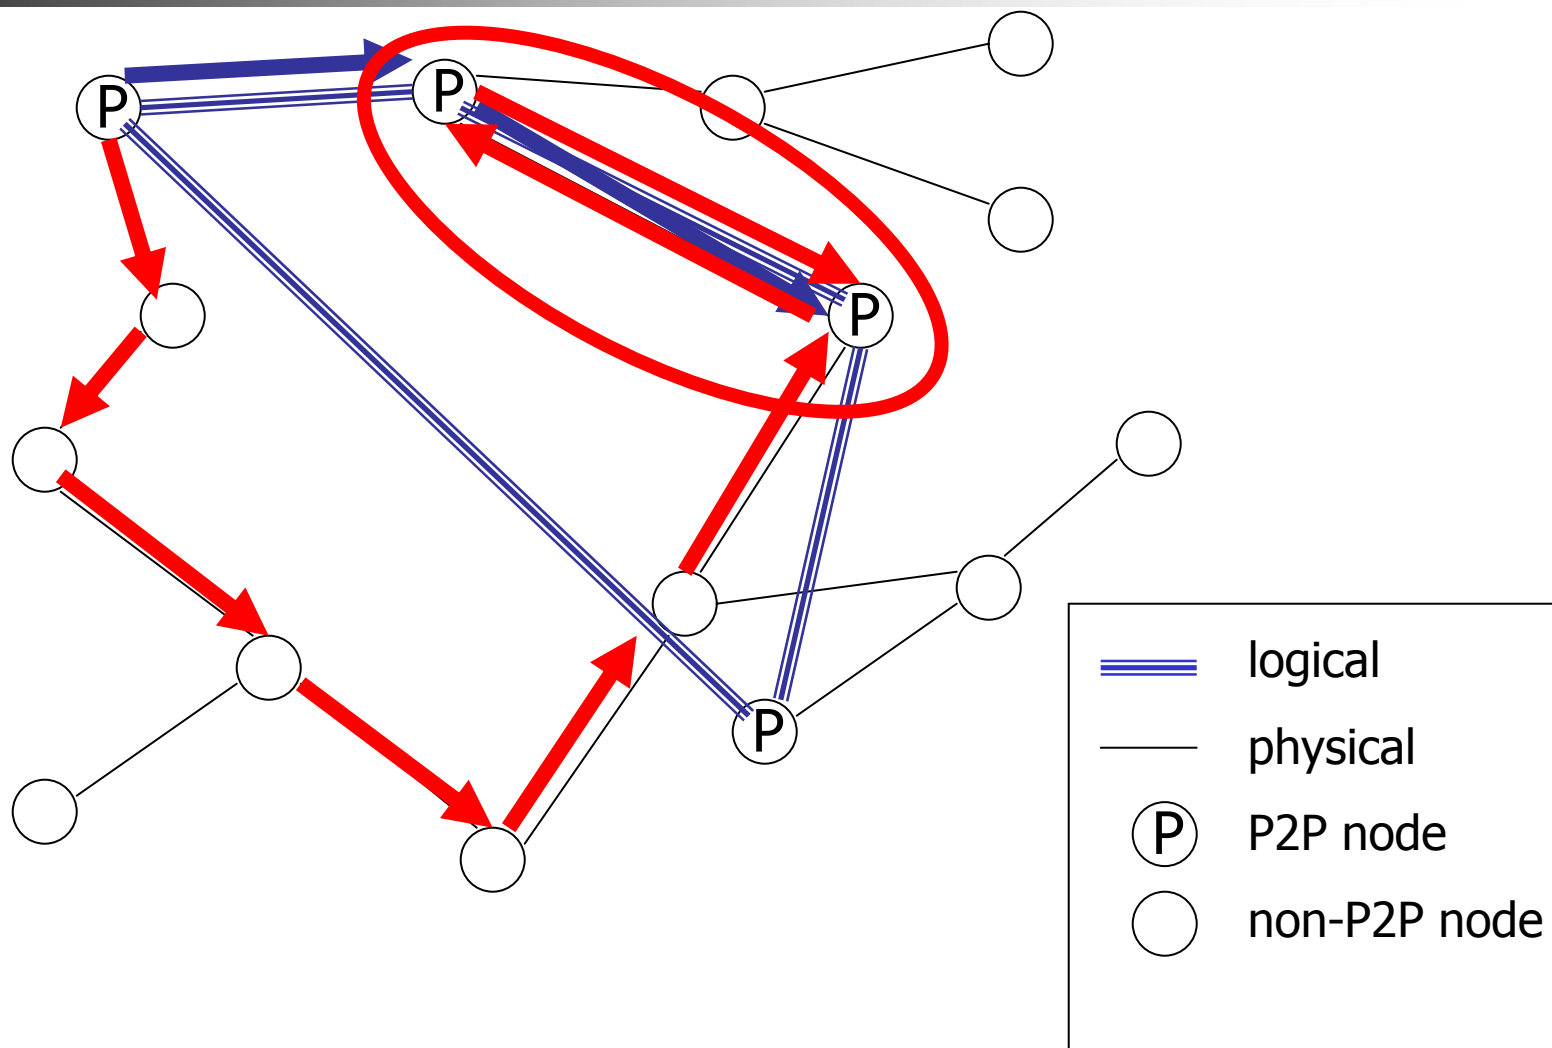 P
P
P
P
logical
physical
P P2P node
non-P2P node